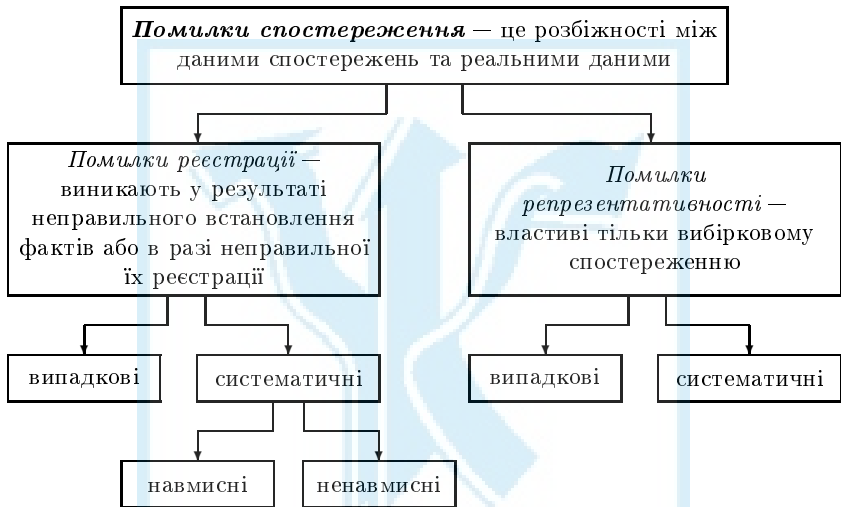 Помилки спостереження — це розбіжності між
даними спостережень та реальними даними
Помилки реєстрації —
виникають у результаті
неправильного встановлення
фактів або в разі неправильної
їх реєстрації
Помилки
репрезентативності —
властиві тільки вибірковому
спостереженню
випадкові
систематичні
випадкові
систематичні
навмисні
ненавмисні